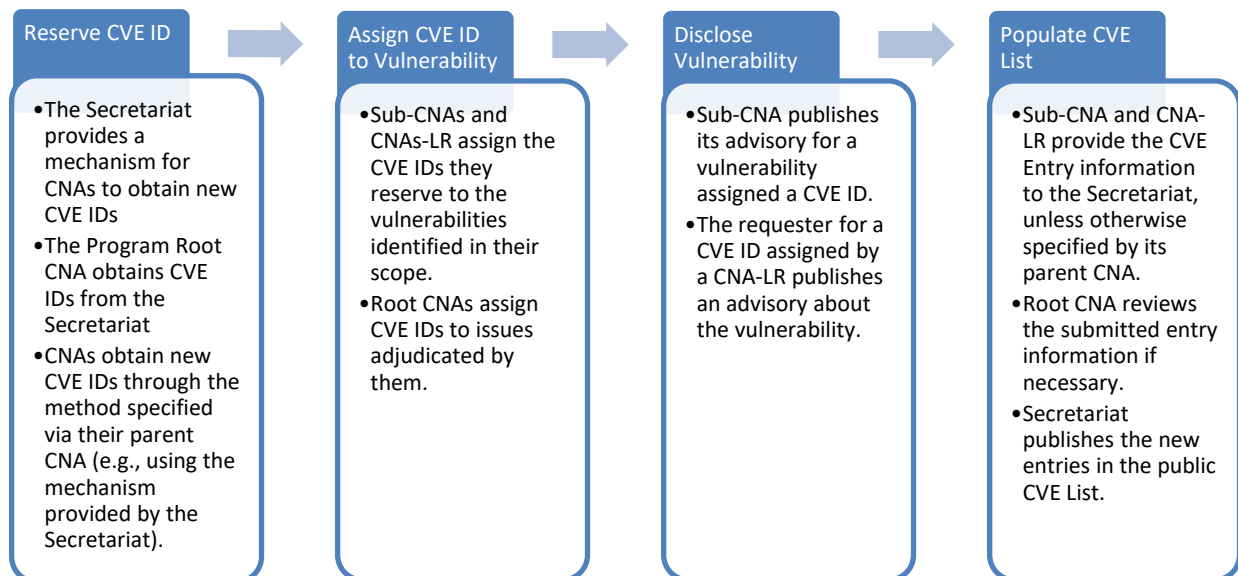 Reserve CVE ID
•The Secretariat
provides a
mechanism for
CNAs to obtain new
CVE IDs
•The Program Root
CNA obtains CVE
IDs from the
Secretariat
•CNAs obtain new
CVE IDs through the
method specified
via their parent
CNA (e.g., using the
mechanism
provided by the
Secretariat).
Assign CVE ID
to Vulnerability
•Sub-CNAs and
CNAs-LR assign the
CVE IDs they
reserve to the
vulnerabilities
identified in their
scope.
•Root CNAs assign
CVE IDs to issues
adjudicated by
them.
Disclose
Vulnerability
•Sub-CNA publishes
its advisory for a
vulnerability
assigned a CVE ID.
•The requester for a
CVE ID assigned by
a CNA-LR publishes
an advisory about
the vulnerability.
Populate CVE
List
•Sub-CNA and CNA-
LR provide the CVE
Entry information
to the Secretariat,
unless otherwise
specified by its
parent CNA.
•Root CNA reviews
the submitted entry
information if
necessary.
•Secretariat
publishes the new
entries in the public
CVE List.